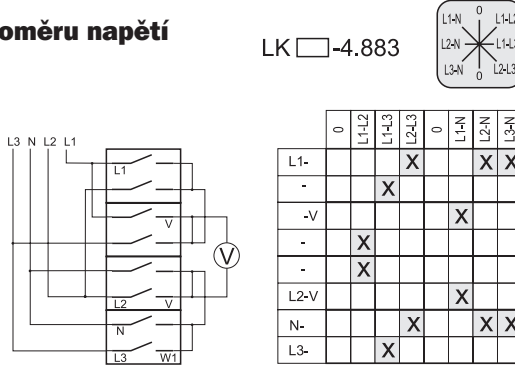 oměru napětí
LK -4.883
0
L1-N L1-L2
L2-N L1-L3
L3-N L2-L3
0
L3 N L2 L1
L1
V
V
L2 V
N
L3 W1
0 L1-L2 L1-L3 L2-L3 0 L1-N L2-N L3-N
L1- X X X
- X
-V X
- X
- X
L2-V X
N- X X X
L3- X